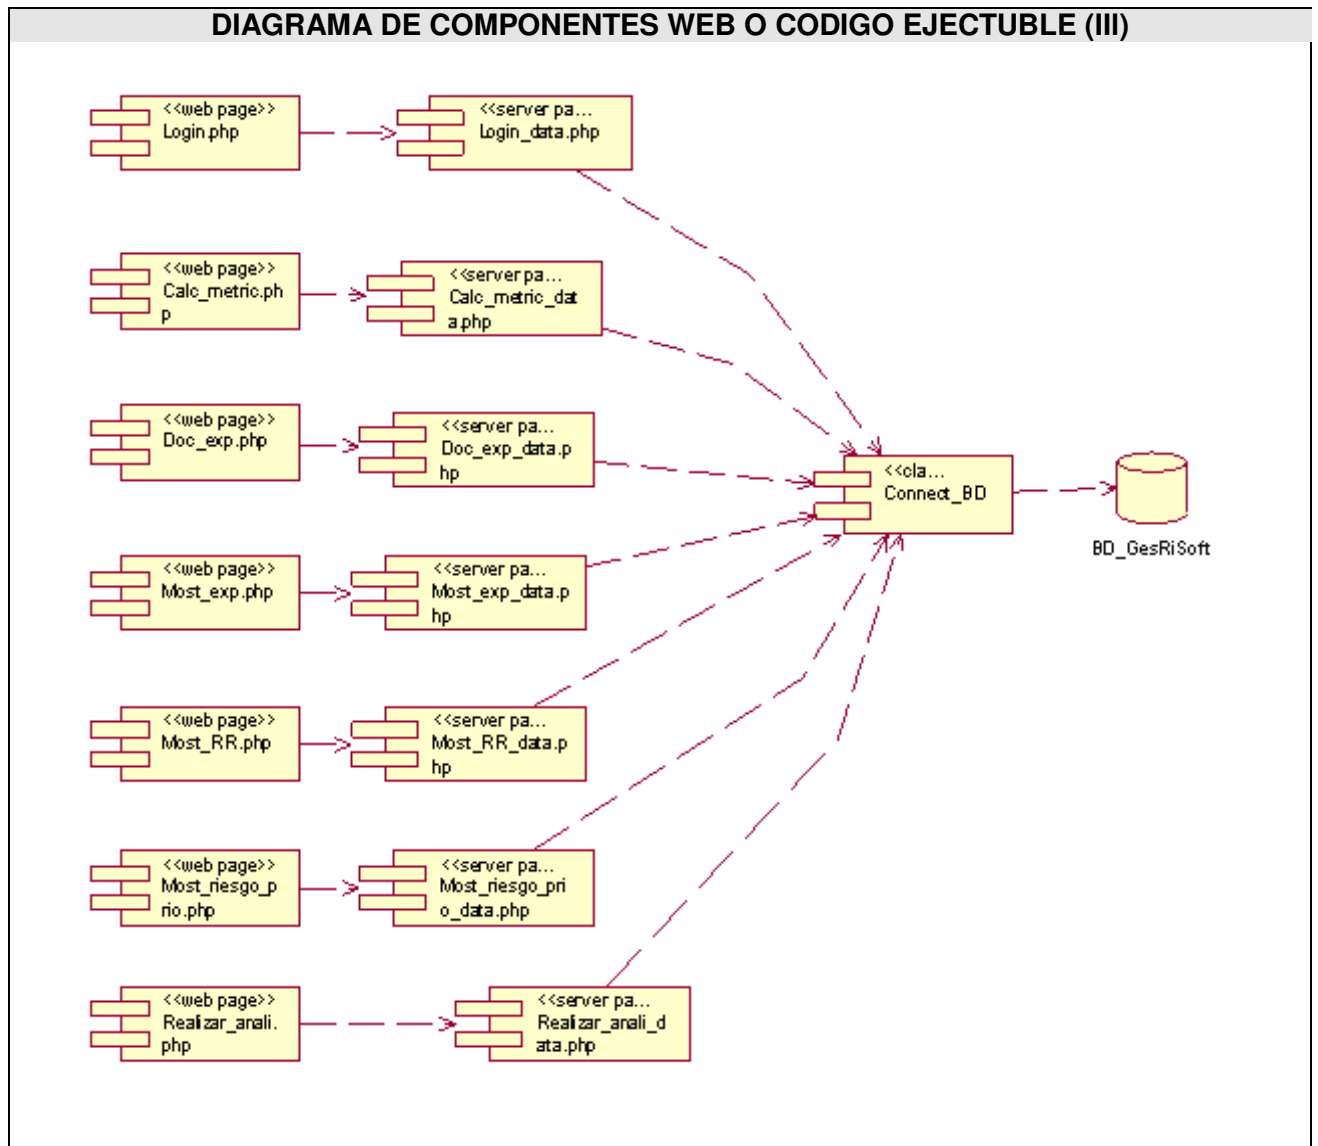 DIAGRAMA DE COMPONENTES WEB O CODIGO EJECTUBLE (III)
<<web page>>
Login.php
<<server pa...
Login_data.php
<<web page>>
Calc_metric.ph
p
<<server pa...
Calc_metric_dat
a.php
<<web page>>
Doc_exp.php
<<server pa...
Doc_exp_data.p
hp
<<cla...
Connect_BD
BD_GesRiSoft
<<web page>>
Most_exp.php
<<server pa...
Most_exp_data.p
hp
<<web page>>
Most_RR.php
<<server pa...
Most_RR_data.p
hp
<<web page>>
Most_riesgo_p
rio.php
<<server pa...
Most_riesgo_pri
o_data.php
<<web page>>
Realizar_anali.
php
<<server pa...
Realizar_anali_d
ata.php